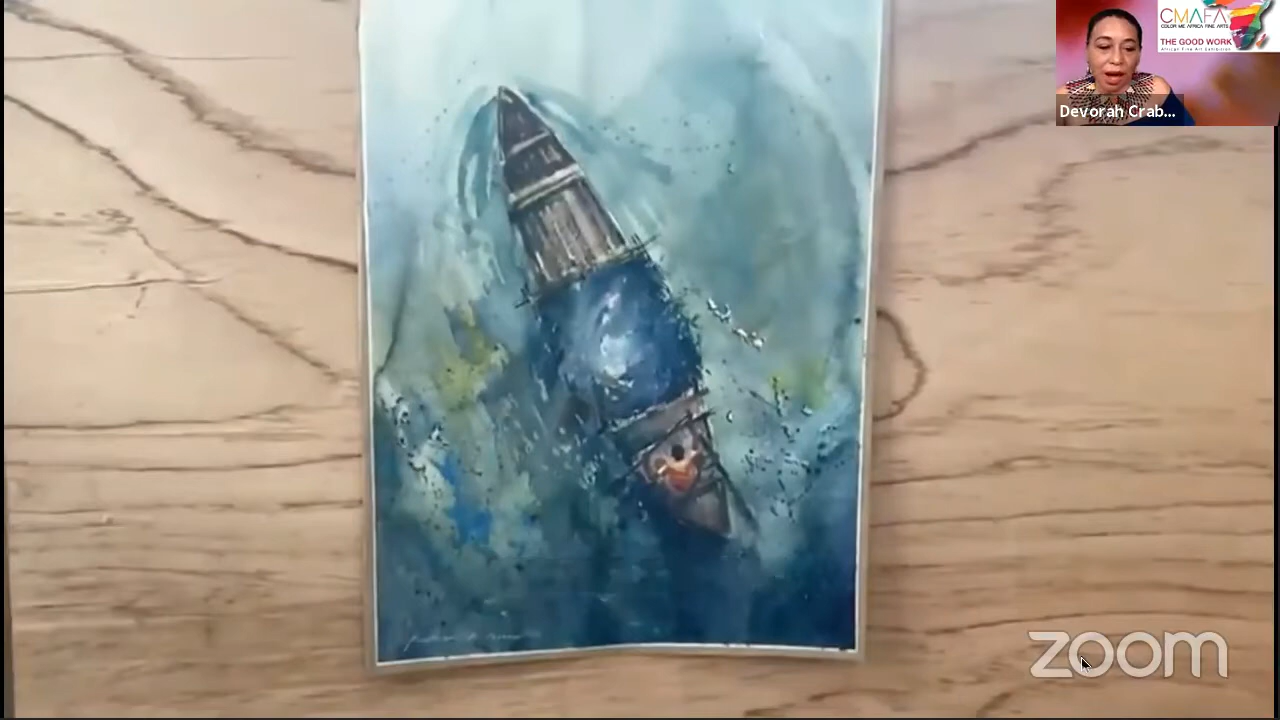 CMAFA
COLOR ME AFRICA FINE ARTS
THE GOOD WORK
African Fine Art Exhibition
Devorah Crab...
zoom